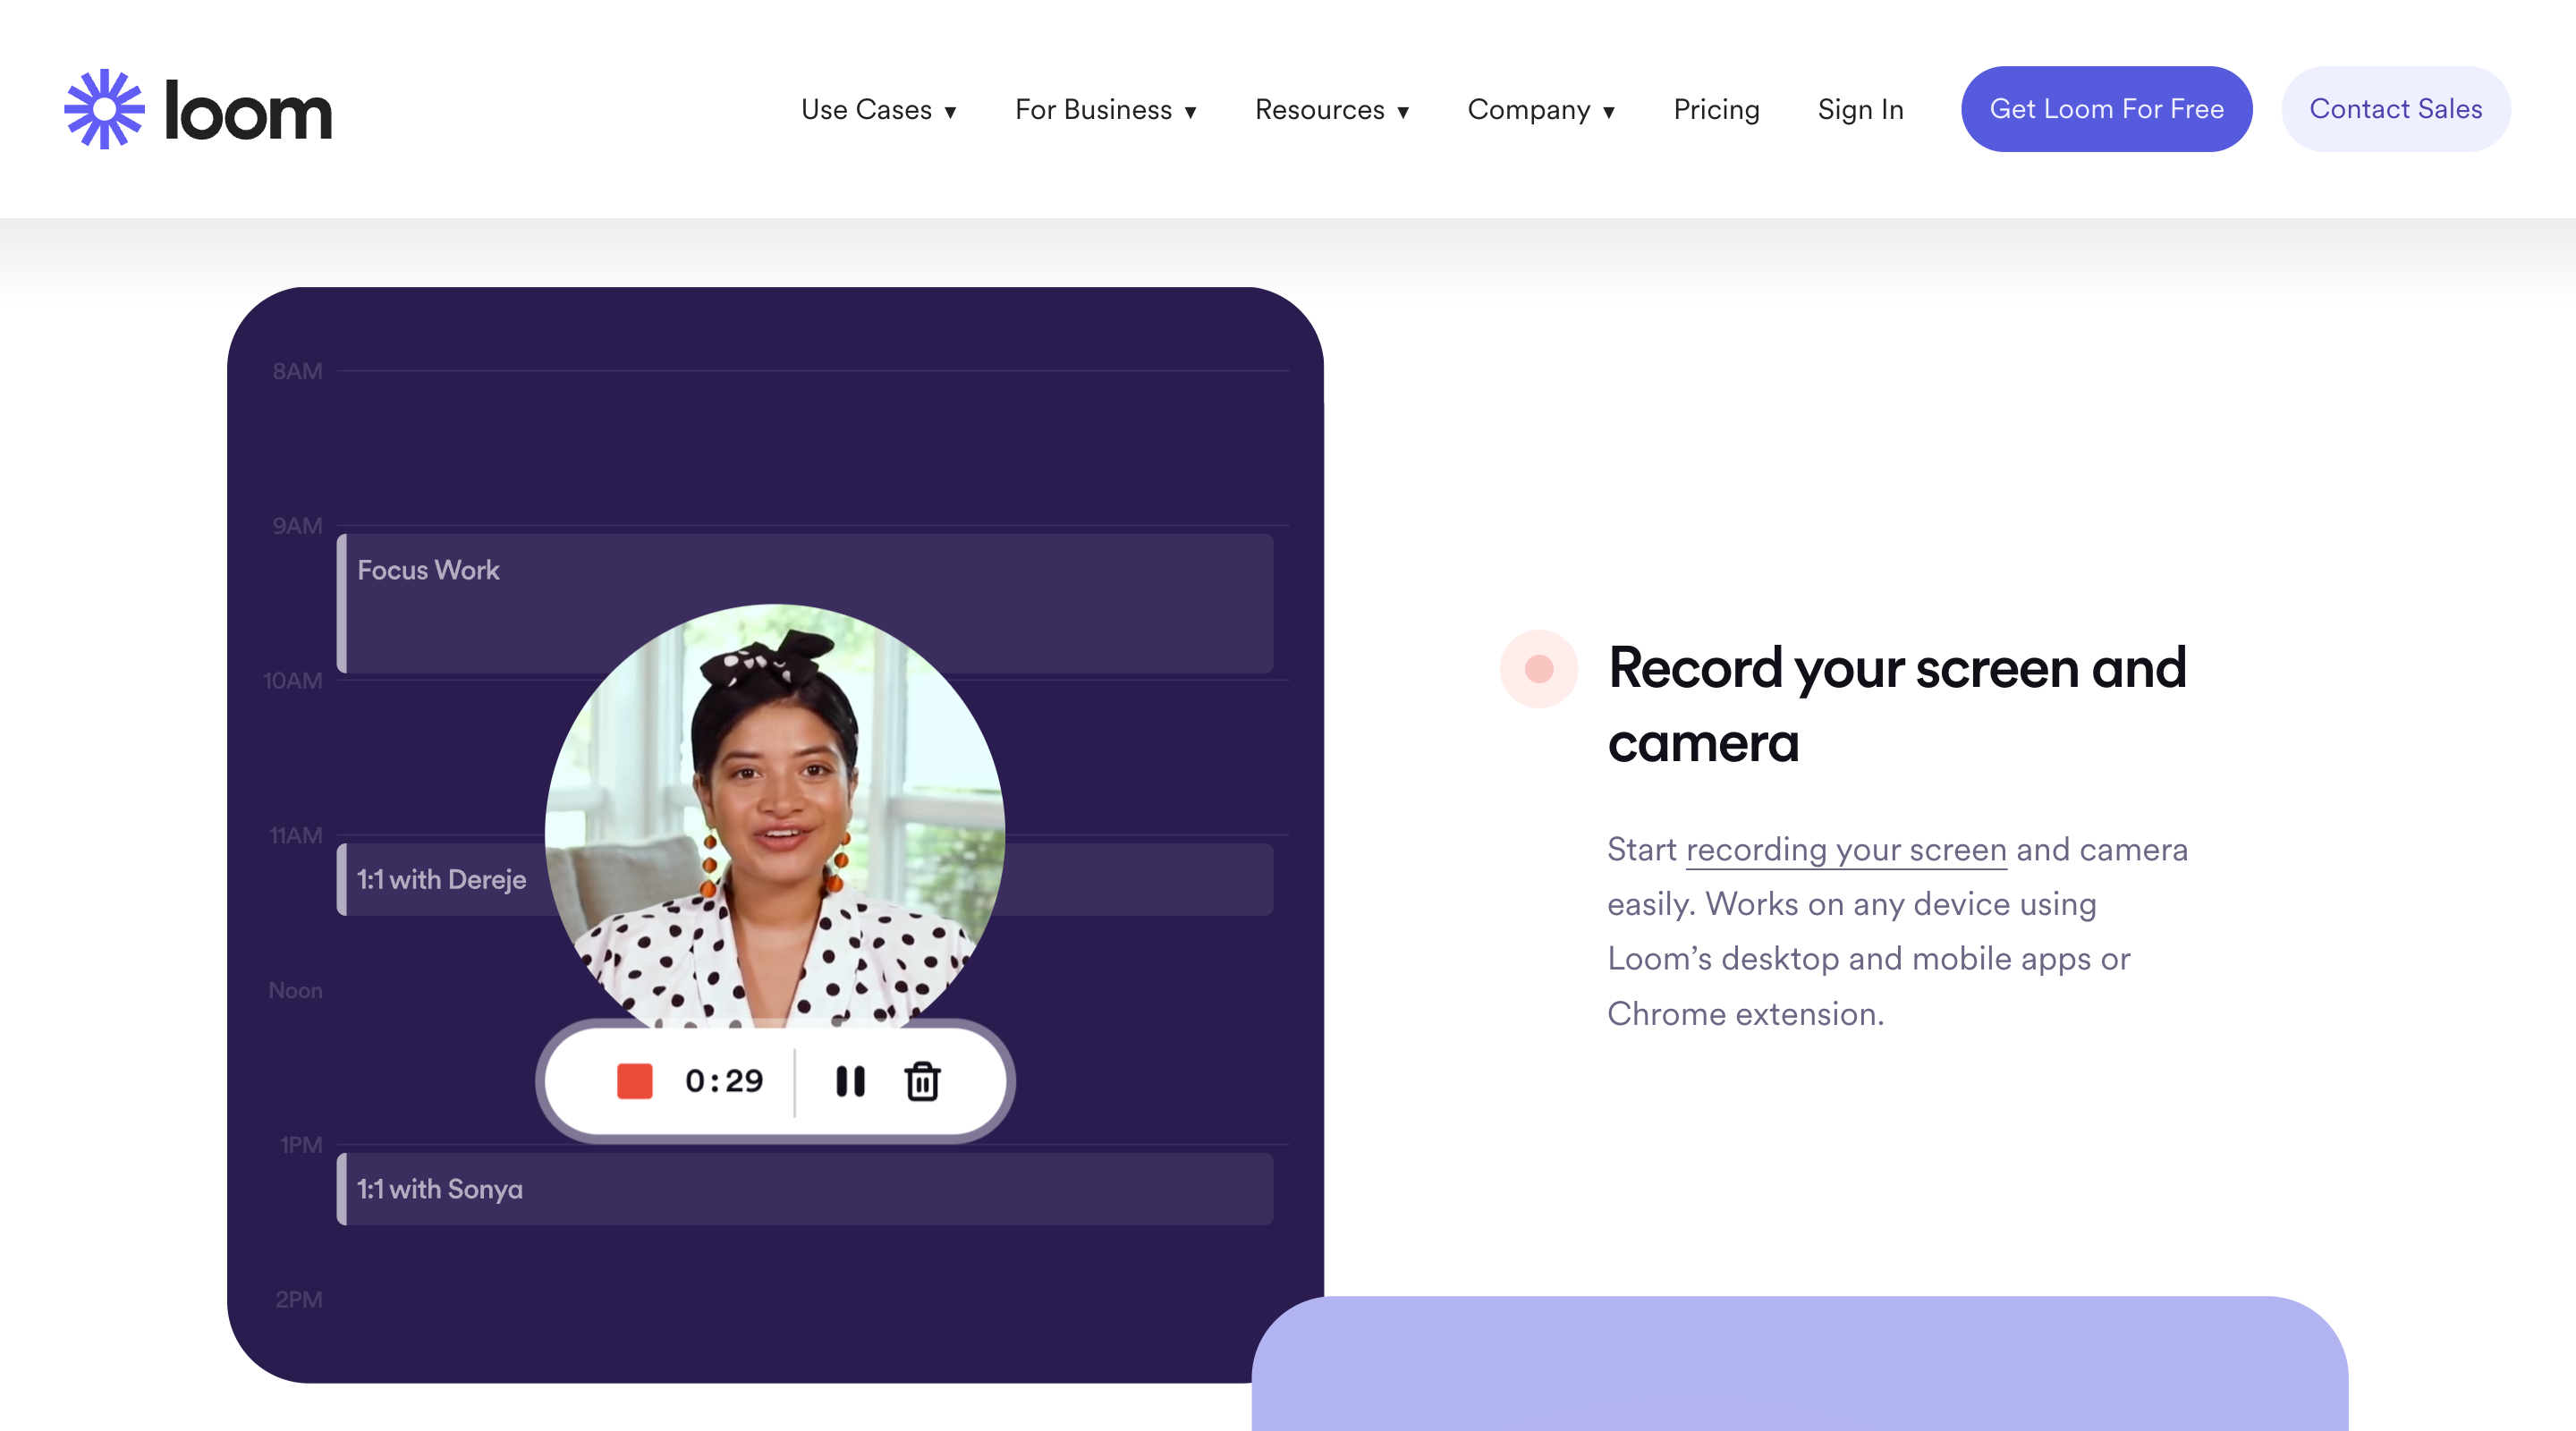 loom
Use Cases ▼
For Business ▼
Resources ▼
Company ▼
Pricing
Sign In
Get Loom For Free
Contact Sales
8AM
9AM
Focus Work
10AM
11AM
1:1 with Dereje
Noon
0:29
1PM
1:1 with Sonya
2PM
Record your screen and
camera
Start recording your screen and camera
easily. Works on any device using
Loom’s desktop and mobile apps or
Chrome extension.